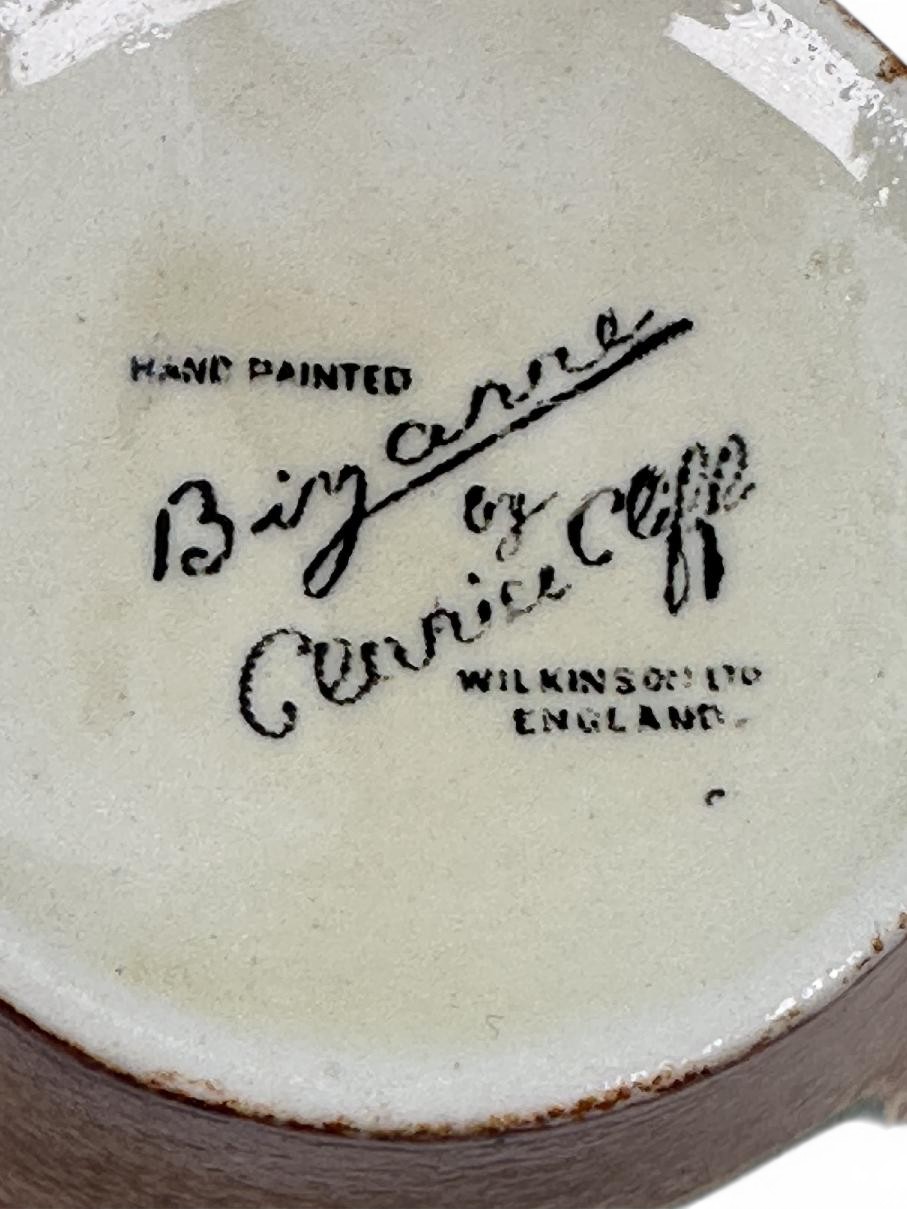 HAND PAINTED
Bizarre
by
Clarice Cliff
WILKINSON LTD
ENGLAND.